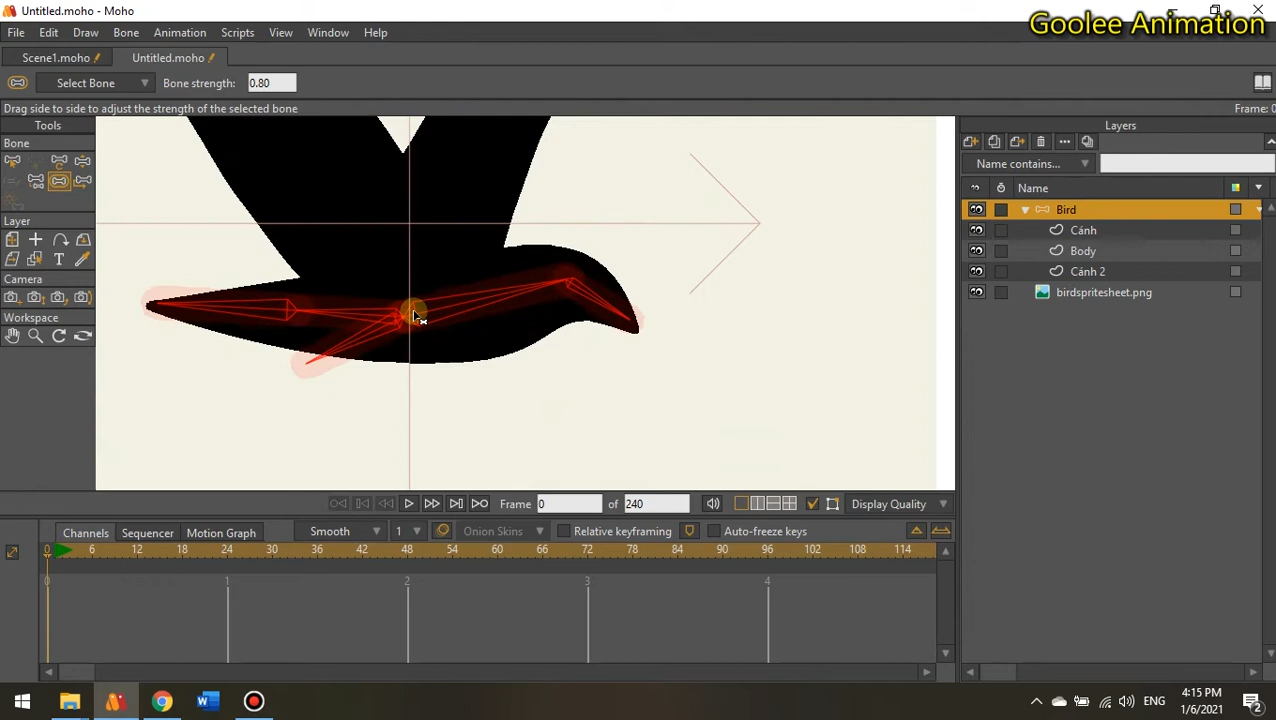 Untitled.moho - Moho
Goolee Animation
File Edit Draw Bone Animation Scripts View Window Help
Scene1.moho Untitled.moho
Select Bone Bone strength: 0.80
Drag side to side to adjust the strength of the selected bone Frame: 0
Tools
Bone
Layer
Camera
Workspace
Layers
Name contains...
Name
Bird
Cánh
Body
Cánh 2
birdspritesheet.png
Frame 0 of 240 Display Quality
Channels Sequencer Motion Graph Smooth 1 Onion Skins Relative keyframing Auto-freeze keys
0 6 12 18 24 30 36 42 48 54 60 66 72 78 84 90 96 102 108 114
0 1 2 3 4
ENG
4:15 PM
1/6/2021
2